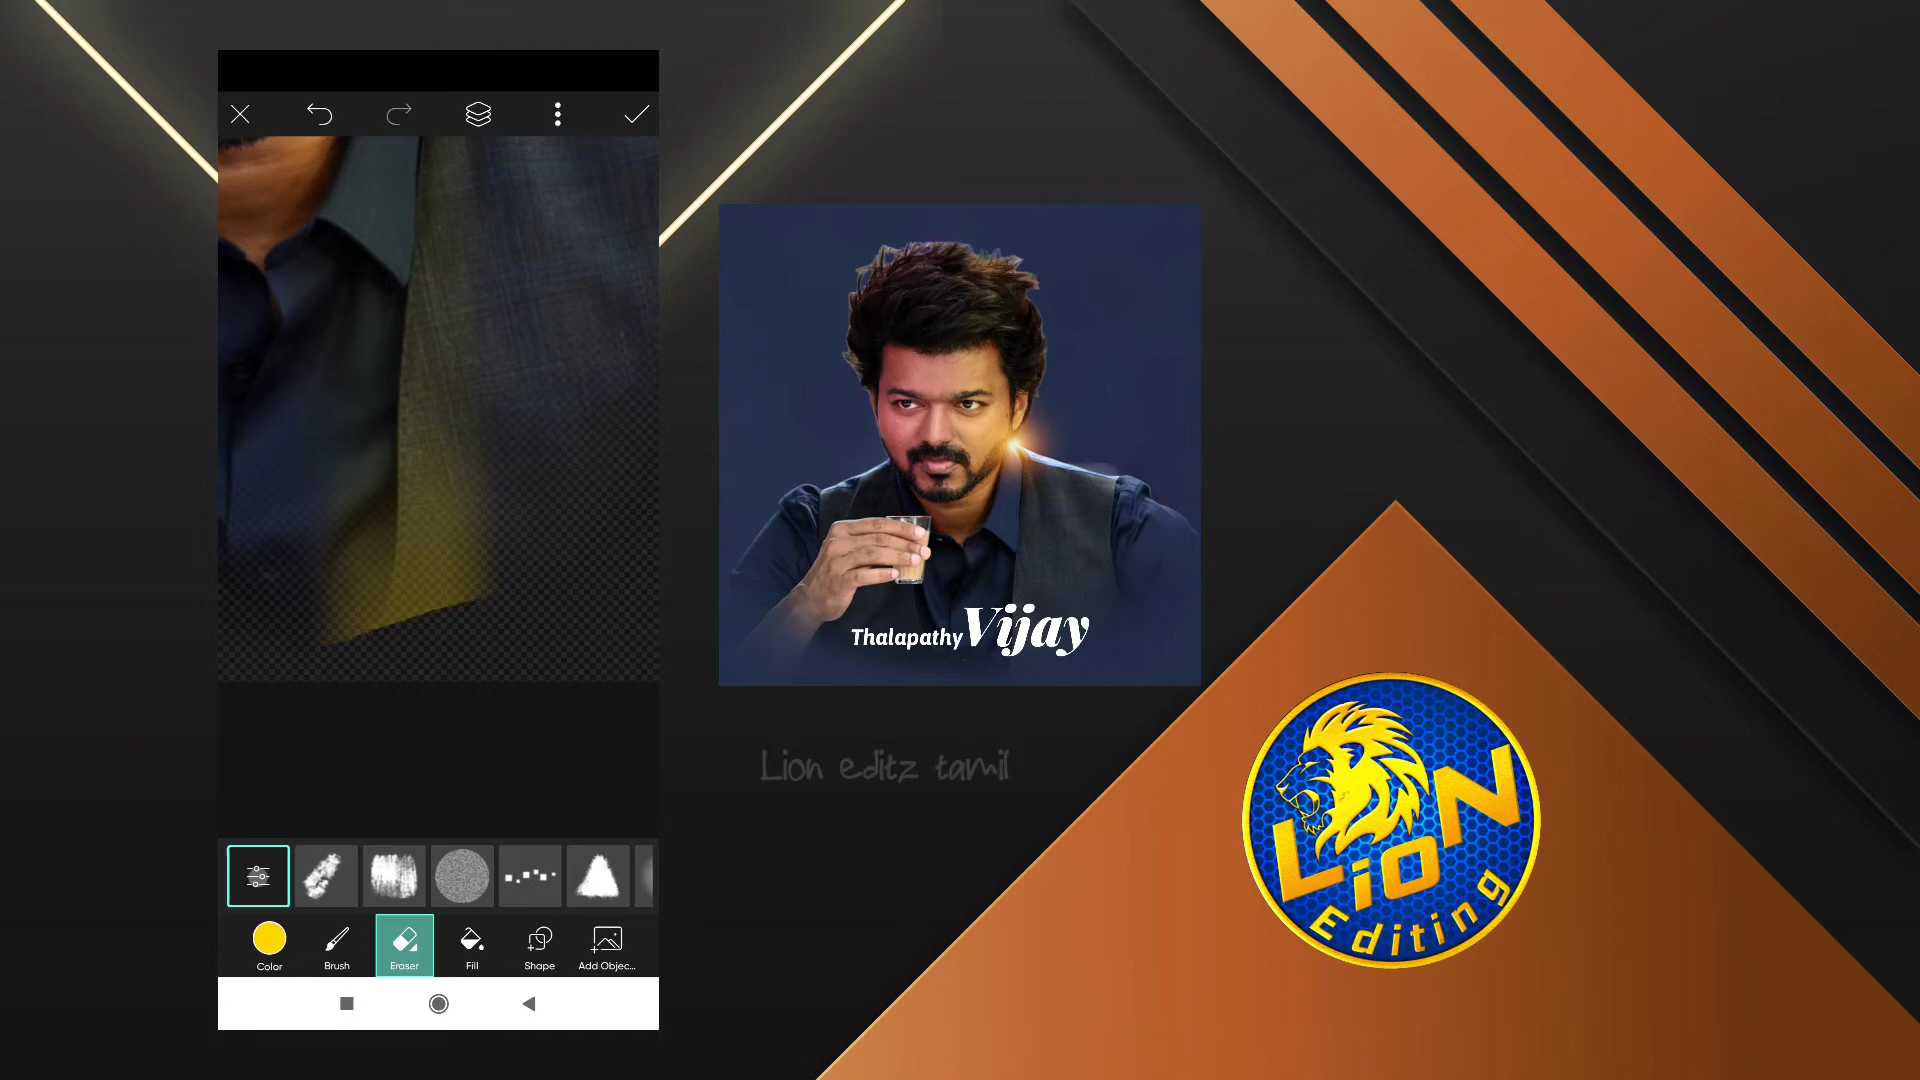 Thalapathy Vijay
Lion editz tamil
LiON
Editing
Color
Brush
Eraser
Fill
Shape
Add Objec...